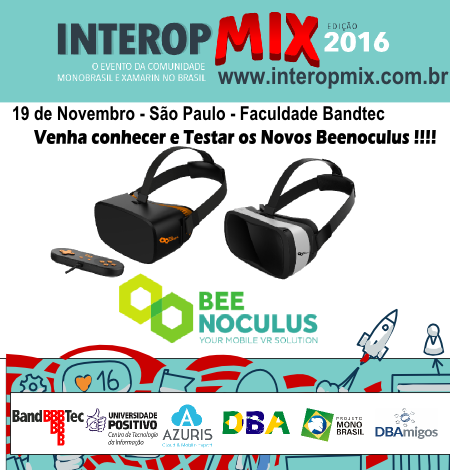 INTEROP MIX EDIÇÃO 2016
O EVENTO DA COMUNIDADE
MONOBRASIL E XAMARIN NO BRASIL
www.interopmix.com.br
19 de Novembro - São Paulo - Faculdade Bandtec
Venha conhecer e Testar os Novos Beenoculus !!!!
BEE
NOCULUS
YOUR MOBILE VR SOLUTION
16
BandTec
BBB
B
B
UNIVERSIDADE
POSITIVO
Centro de Tecnologia
da Informação
AZURIS
DBA
PROJETO
MONO
BRASIL
DBAmigos